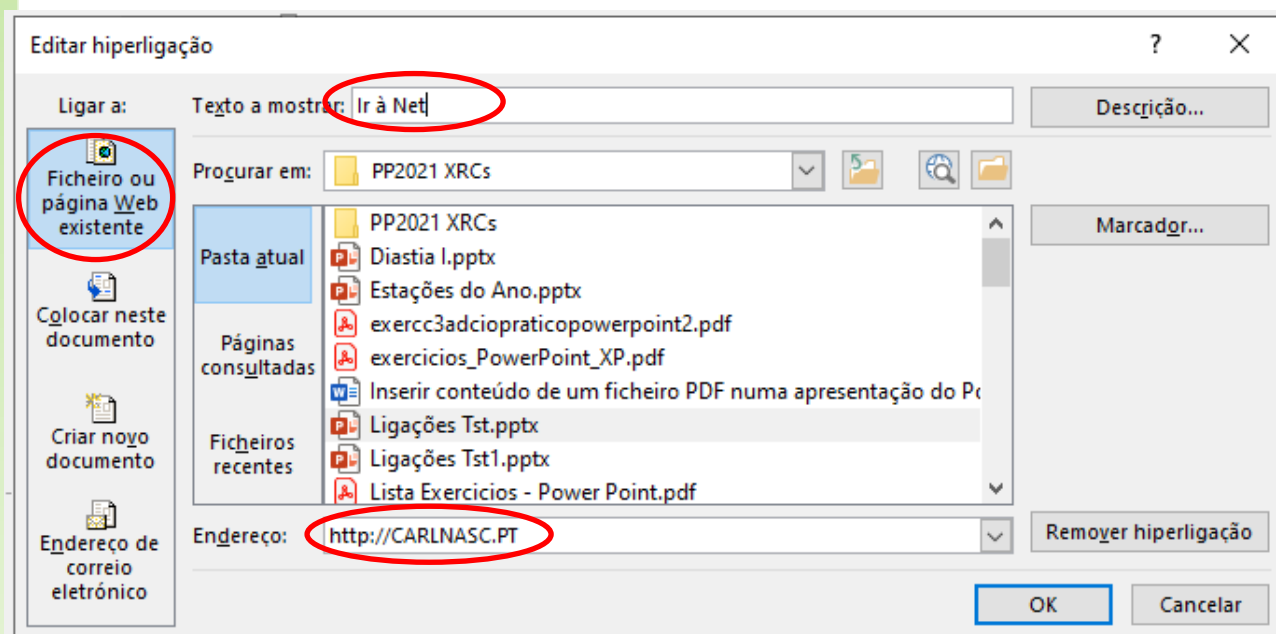 Editar hiperligação
?
Ligar a:
Texto a mostrar: Ir à Net
Descrição...
Ficheiro ou
página Web
existente
Procurar em:
PP2021 XRCs
Colocar neste
documento
Criar novo
documento
Endereço de
correio
eletrónico
Pasta atual
Páginas
consultadas
Ficheiros
recentes
PP2021 XRCs
Diastia I.pptx
Estações do Ano.pptx
exercc3adciopraticopowerpoint2.pdf
exercicios_PowerPoint_XP.pdf
Inserir conteúdo de um ficheiro PDF numa apresentação do
Ligações Tst.pptx
Ligações Tst1.pptx
Lista Exercicios - Power Point.pdf
Marcador...
Endereço: http://CARLNASC.PT
Remover hiperligação
OK
Cancelar